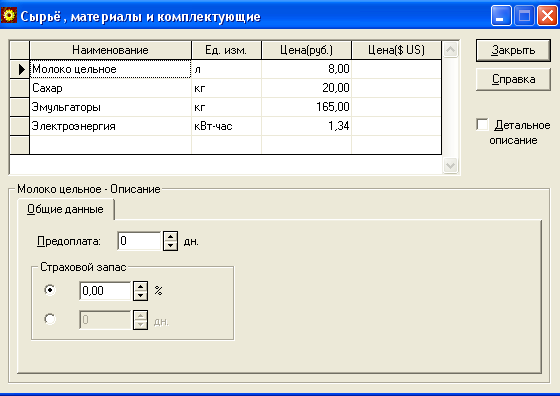 Сырьё , материалы и комплектующие
Наименование Ед. изм. Цена(руб.) Цена($ US)
Молоко цельное л 8,00
Сахар кг 20,00
Эмульгаторы кг 165,00
Электроэнергия кВт-час 1,34
Закрыть
Справка
Детальное
описание
Молоко цельное - Описание
Общие данные
Предоплата: 0 дн.
Страховой запас
0,00 %
0 дн.